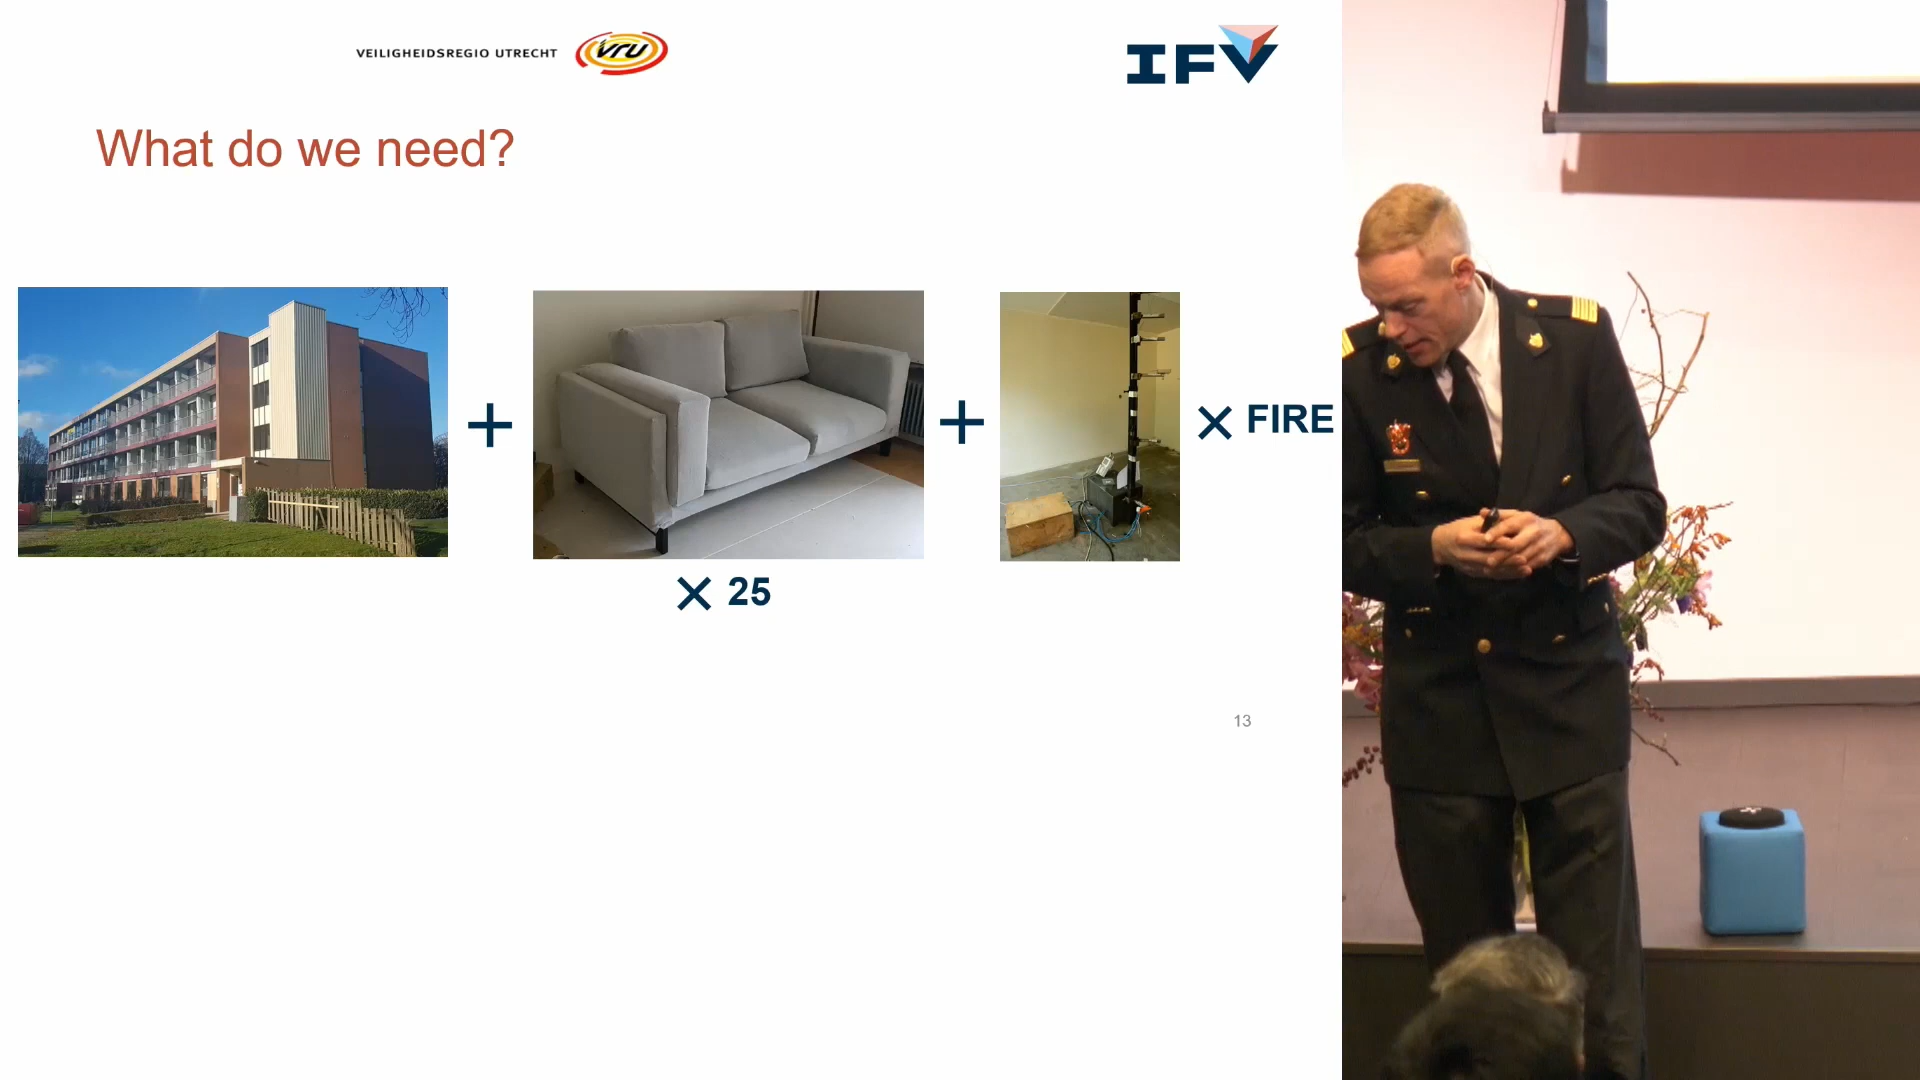 VEILIGHEIDSREGIO UTRECHT
vru
IFV
What do we need?
+
+
× FIRE
× 25
13